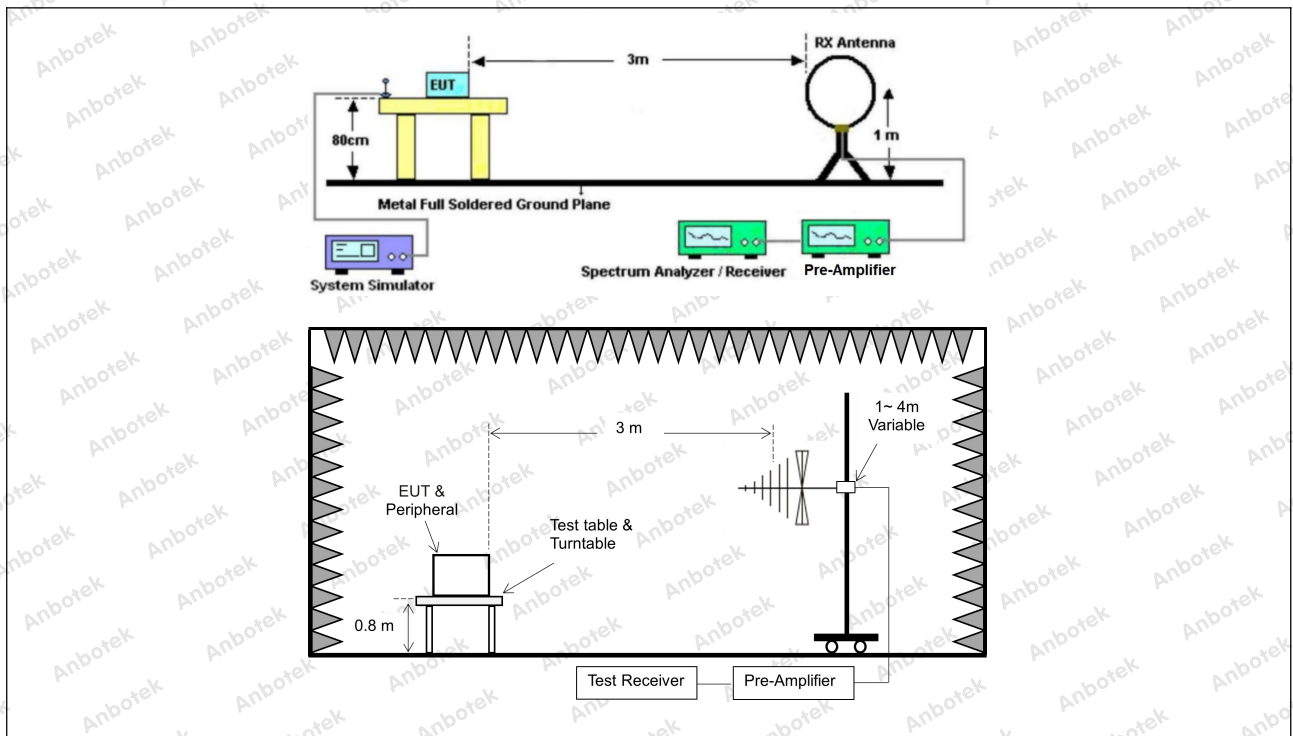 RX Antenna
3m
EUT
80cm
1 m
Metal Full Soldered Ground Plane
Spectrum Analyzer / Receiver
Pre-Amplifier
System Simulator
1~ 4m
Variable
3 m
EUT &
Peripheral
Test table &
Turntable
0.8 m
Test Receiver
Pre-Amplifier
Anbotek